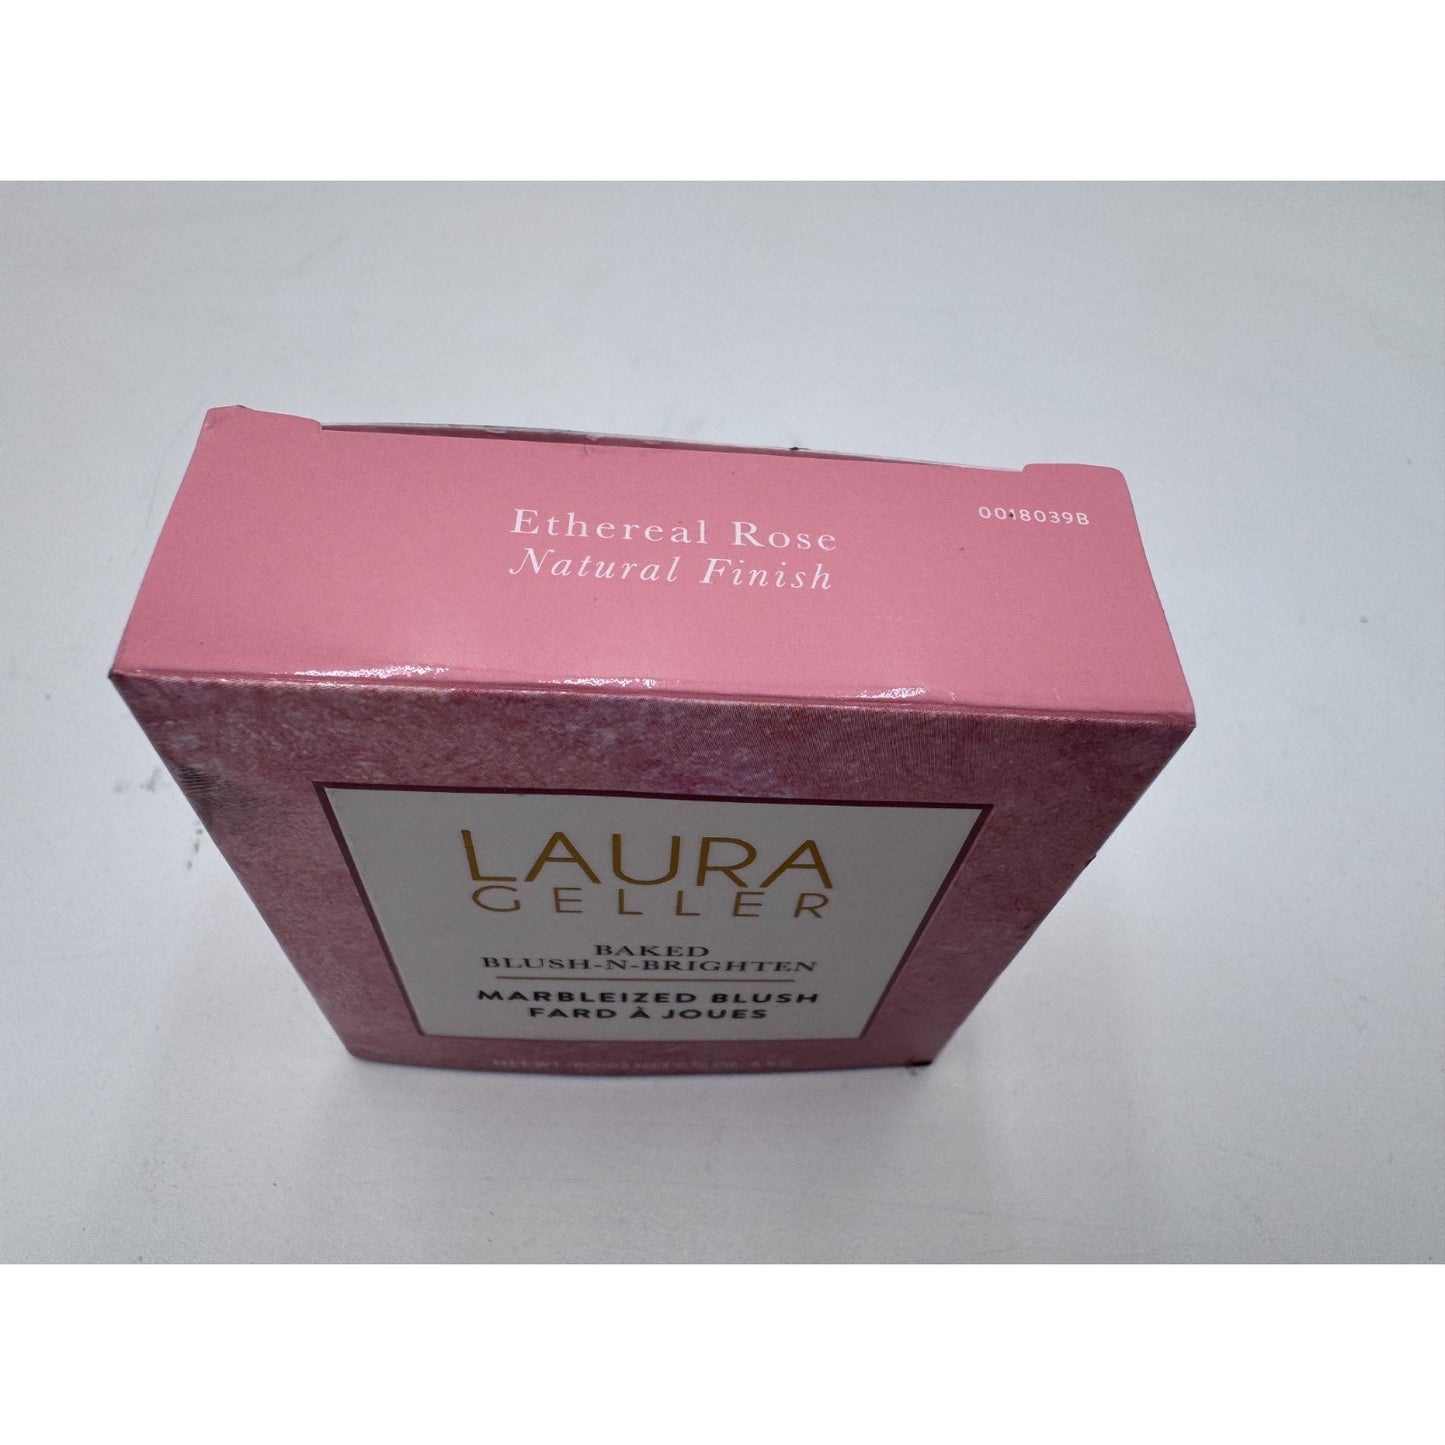 Ethereal Rose
Natural Finish
0018039B
LAURA
GELLER
BAKED
BLUSH-N-BRIGHTEN
MARBLEIZED BLUSH
FARD À JOUES